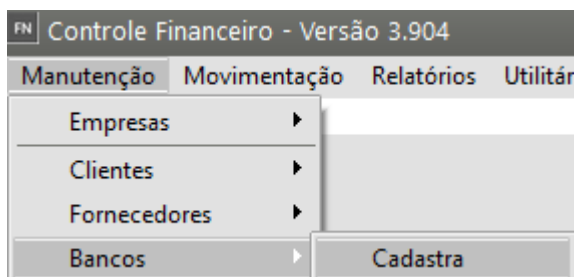 FN Controle Financeiro - Versão 3.904
Manutenção Movimentação Relatórios
Empresas
Clientes
Fornecedores
Bancos Cadastra